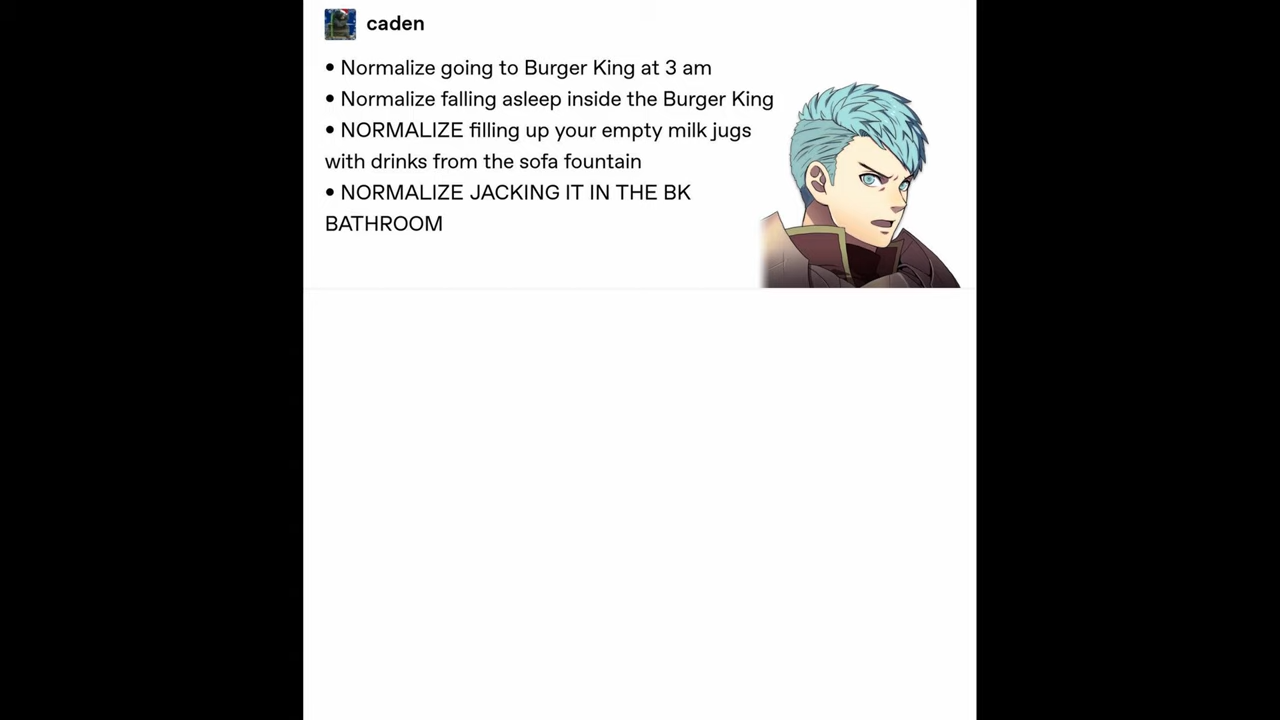 caden
• Normalize going to Burger King at 3 am
• Normalize falling asleep inside the Burger King
• NORMALIZE filling up your empty milk jugs
with drinks from the sofa fountain
• NORMALIZE JACKING IT IN THE BK
BATHROOM